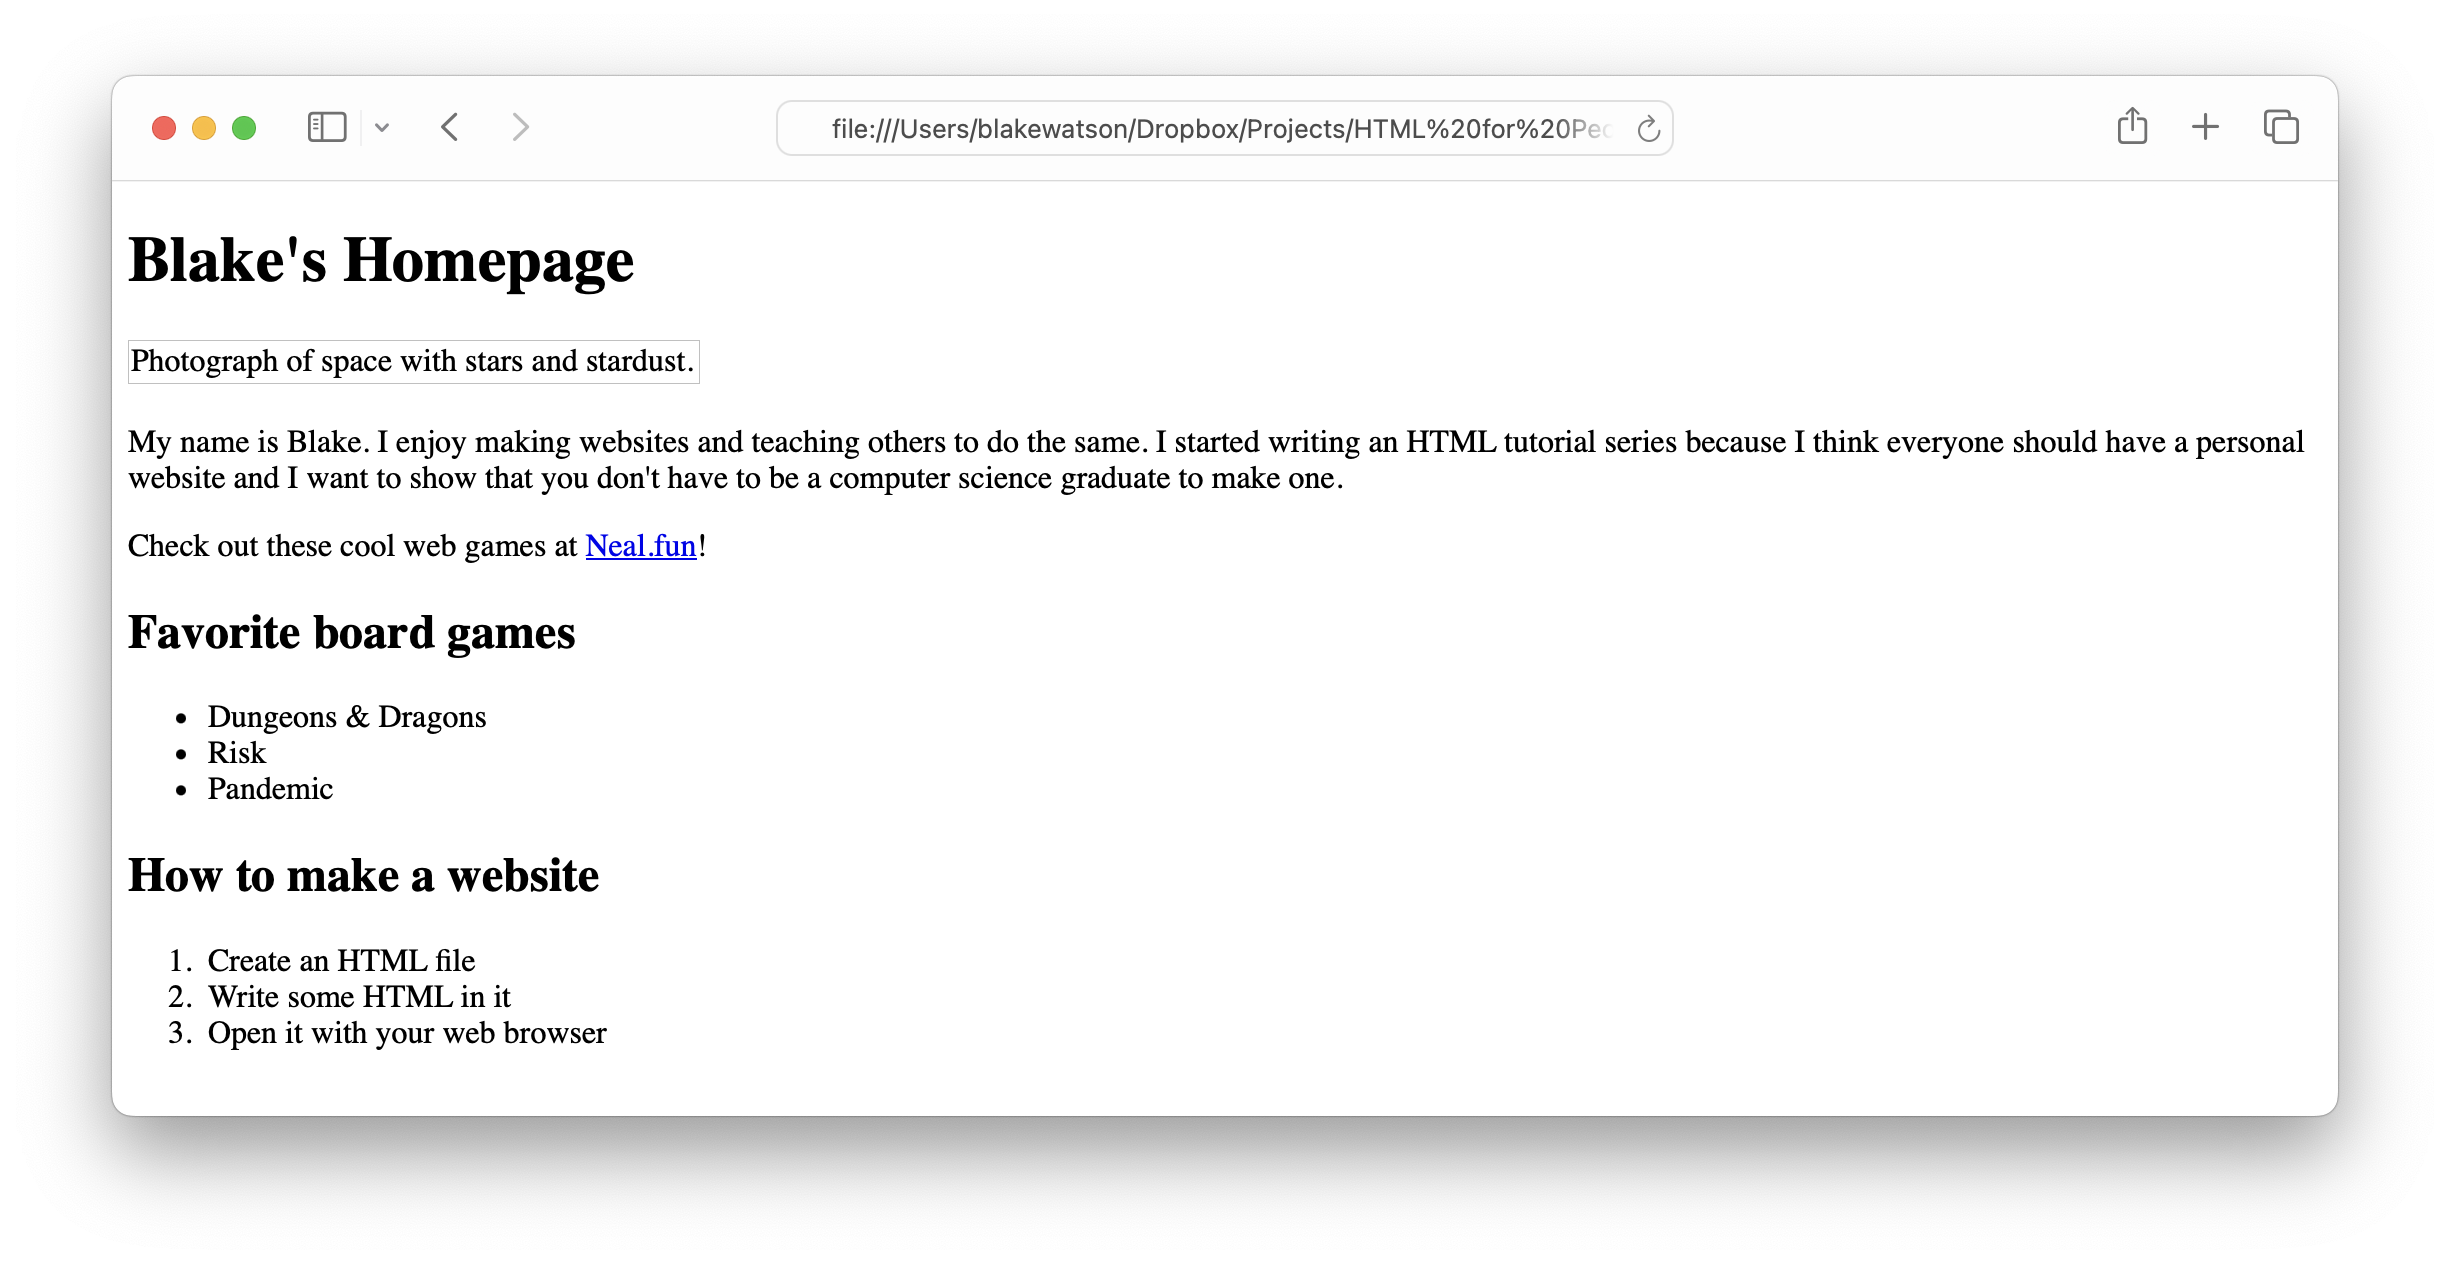 file:///Users/blakewatson/Dropbox/Projects/HTML%20for%20Peo
Blake's Homepage
Photograph of space with stars and stardust.
My name is Blake. I enjoy making websites and teaching others to do the same. I started writing an HTML tutorial series because I think everyone should have a personal
website and I want to show that you don't have to be a computer science graduate to make one.
Check out these cool web games at Neal.fun!
Favorite board games
• Dungeons & Dragons
• Risk
• Pandemic
How to make a website
1. Create an HTML file
2. Write some HTML in it
3. Open it with your web browser